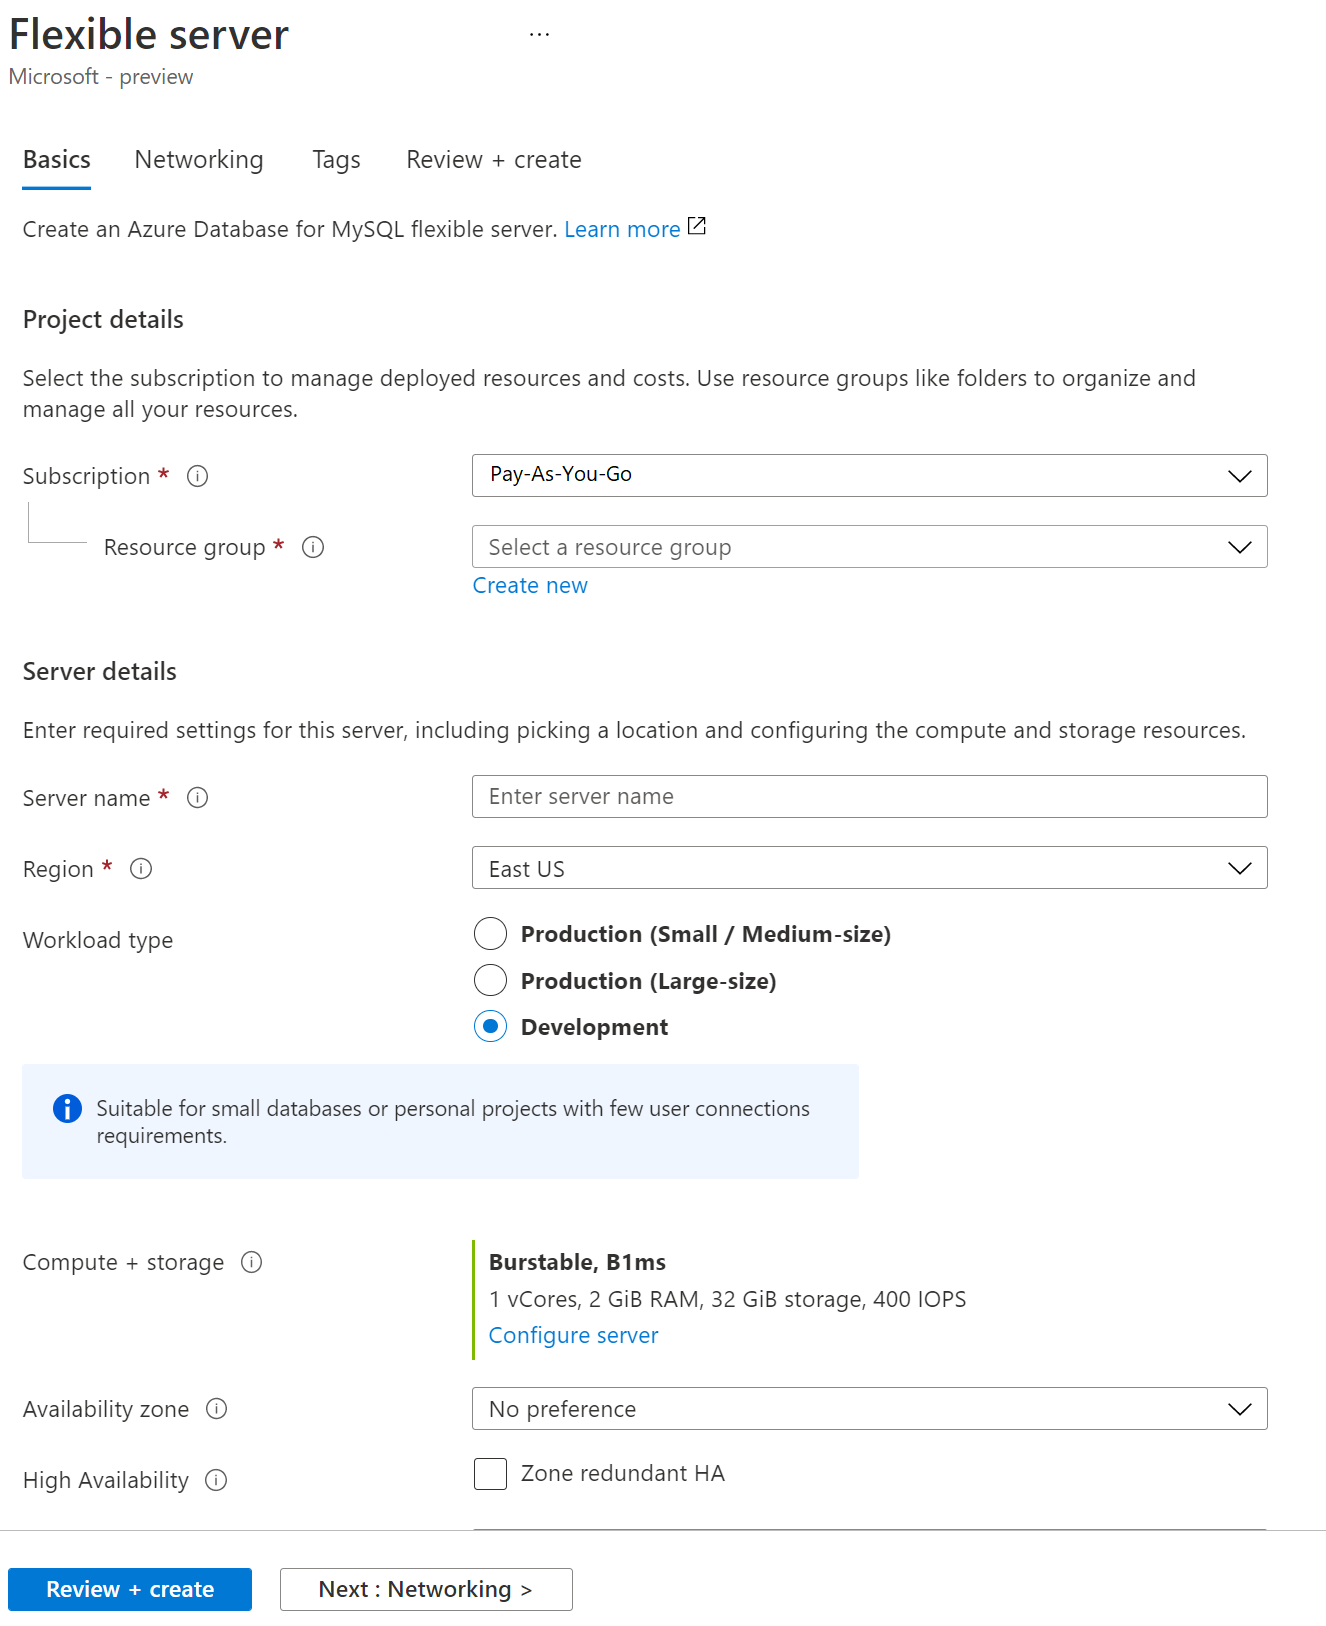 Flexible server
...
Microsoft - preview
Basics Networking Tags Review + create
Create an Azure Database for MySQL flexible server. Learn more
Project details
Select the subscription to manage deployed resources and costs. Use resource groups like folders to organize and
manage all your resources.
Subscription * Pay-As-You-Go
Resource group * Select a resource group
Create new
Server details
Enter required settings for this server, including picking a location and configuring the compute and storage resources.
Server name * Enter server name
Region * East US
Workload type
Production (Small / Medium-size)
Production (Large-size)
Development
Suitable for small databases or personal projects with few user connections
requirements.
Compute + storage
Burstable, B1ms
1 vCores, 2 GiB RAM, 32 GiB storage, 400 IOPS
Configure server
Availability zone No preference
High Availability Zone redundant HA
Review + create Next : Networking >